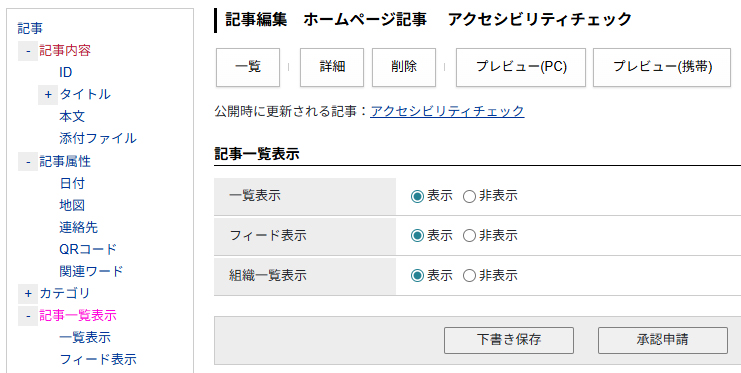 記事
- 記事内容
ID
+ タイトル
本文
添付ファイル
- 記事属性
日付
地図
連絡先
QRコード
関連ワード
+ カテゴリ
- 記事一覧表示
一覧表示
フィード表示
記事編集 ホームページ記事 アクセシビリティチェック
一覧 詳細 削除 プレビュー(PC) プレビュー(携帯)
公開時に更新される記事：アクセシビリティチェック
記事一覧表示
一覧表示 表示 非表示
フィード表示 表示 非表示
組織一覧表示 表示 非表示
下書き保存 承認申請